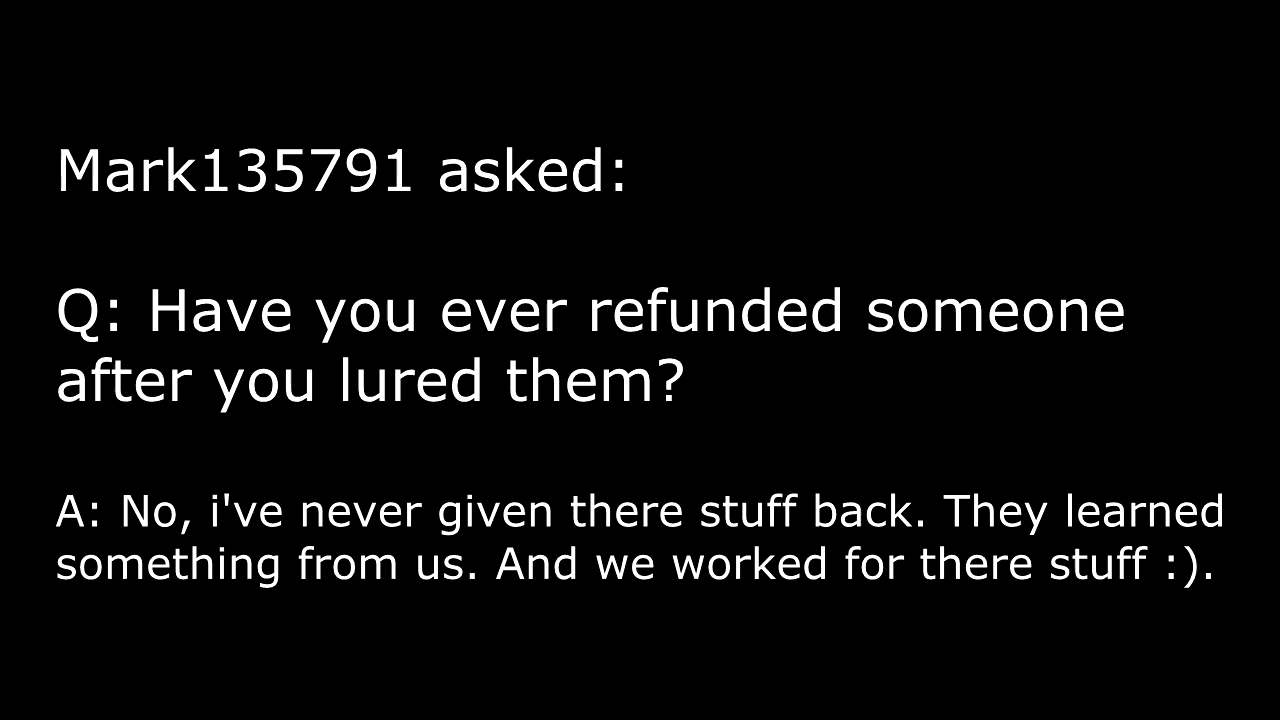 Mark135791 asked:
Q: Have you ever refunded someone
after you lured them?
A: No, i've never given there stuff back. They learned
something from us. And we worked for there stuff :).